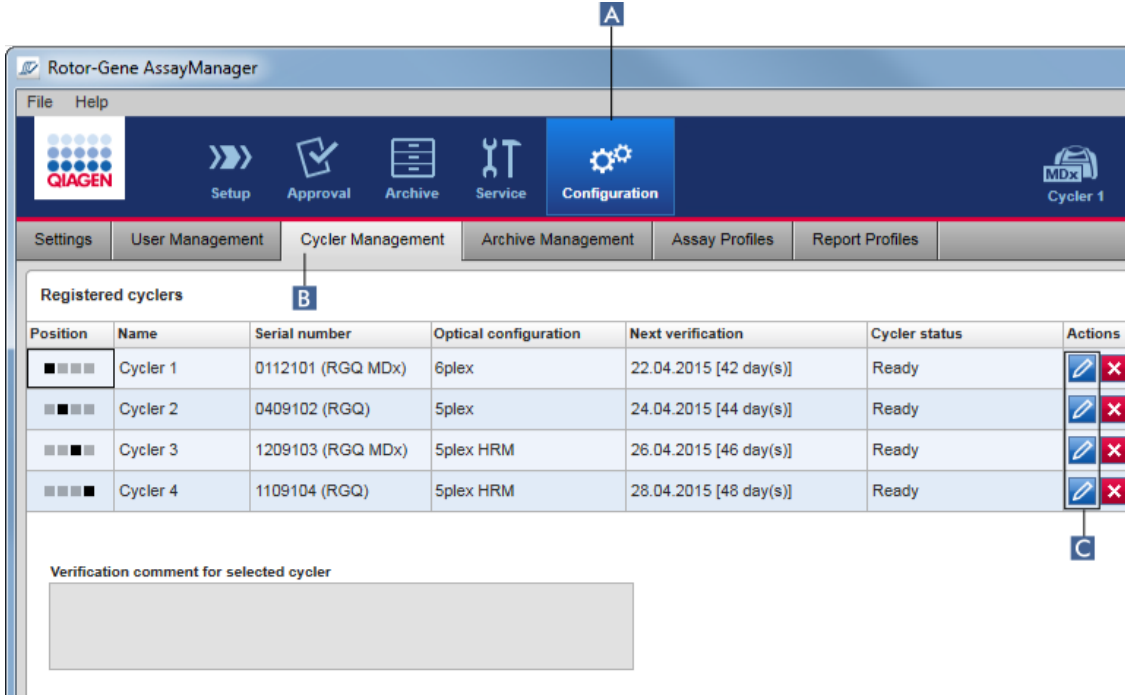 A
Rotor-Gene AssayManager
File Help
QIAGEN
Setup Approval Archive Service Configuration
MDx
Cycler 1
Settings User Management Cycler Management Archive Management Assay Profiles Report Profiles
B
Registered cyclers
Position Name Serial number Optical configuration Next verification Cycler status Actions
Cycler 1 0112101 (RGQ MDx) 6plex 22.04.2015 [42 day(s)] Ready
Cycler 2 0409102 (RGQ) 5plex 24.04.2015 [44 day(s)] Ready
Cycler 3 1209103 (RGQ MDx) 5plex HRM 26.04.2015 [46 day(s)] Ready
Cycler 4 1109104 (RGQ) 5plex HRM 28.04.2015 [48 day(s)] Ready
C
Verification comment for selected cycler